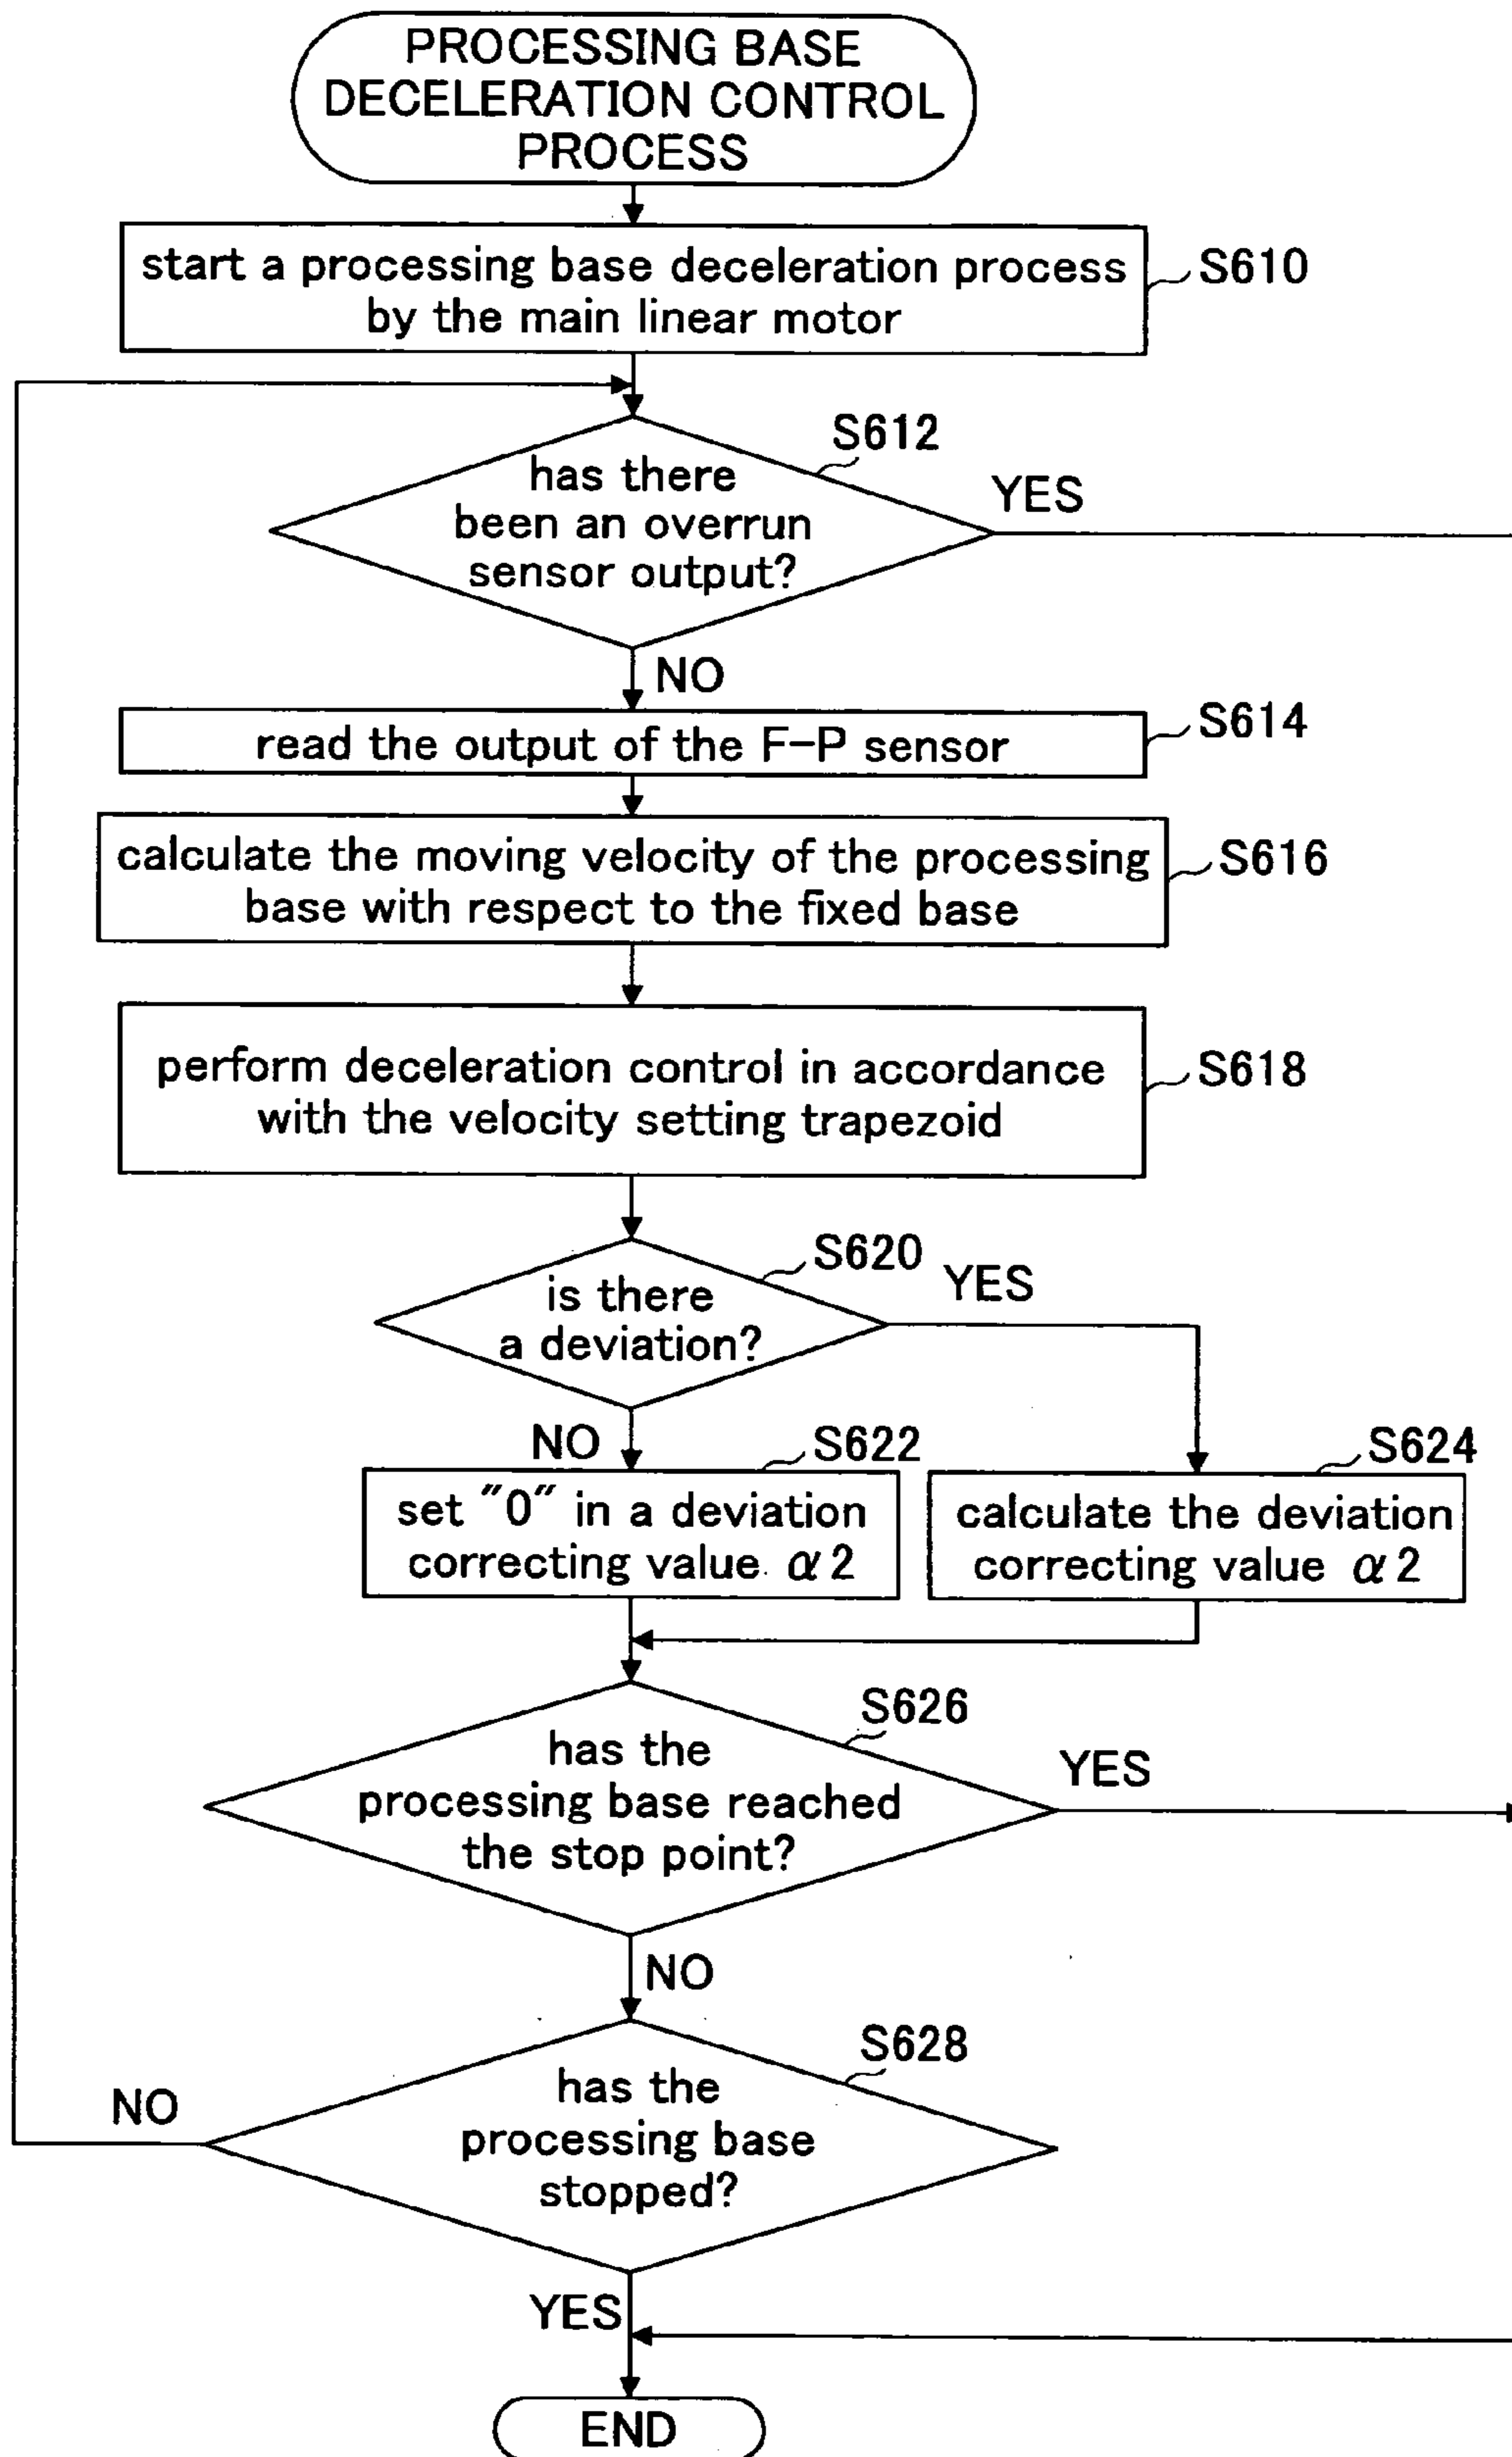 PROCESSING BASE
DECELERATION CONTROL
PROCESS
start a processing base deceleration process
by the main linear motor
S610
S612
has there
been an overrun
sensor output?
YES
NO
read the output of the F-P sensor
S614
calculate the moving velocity of the processing
base with respect to the fixed base
S616
perform deceleration control in accordance
with the velocity setting trapezoid
S618
S620
is there
a deviation?
YES
NO
S622
set "0" in a deviation
correcting value α2
S624
calculate the deviation
correcting value α2
S626
has the
processing base reached
the stop point?
YES
NO
S628
has the
processing base
stopped?
NO
YES
END